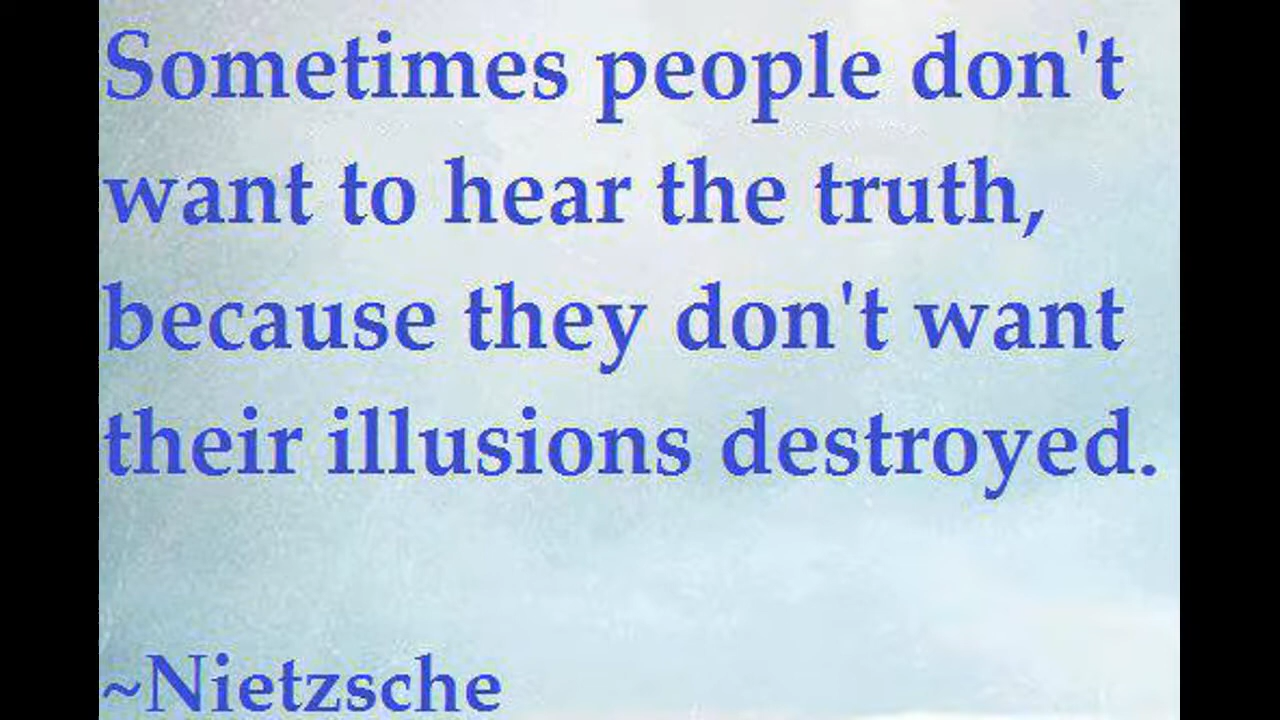 Sometimes people don't
want to hear the truth,
because they don't want
their illusions destroyed.
~Nietzsche